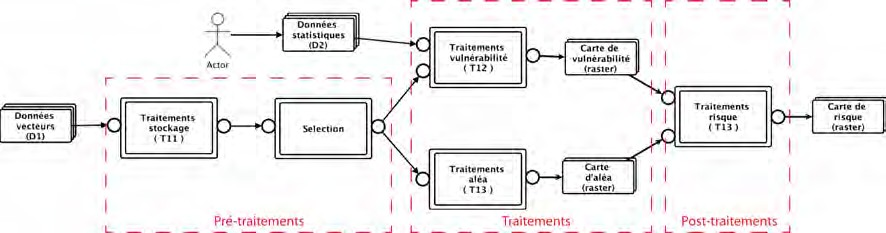 Actor
Données
statistiques
(D2)
Données
vecteurs
(D1)
Traitements
stockage
( T11 )
Selection
Traitements
vulnérabilité
( T12 )
Carte de
vulnérabilité
(raster)
Traitements
aléa
( T13 )
Carte
d'aléa
(raster)
Traitements
risque
( T13 )
Carte de
risque
(raster)
Pré-traitements
Traitements
Post-traitements